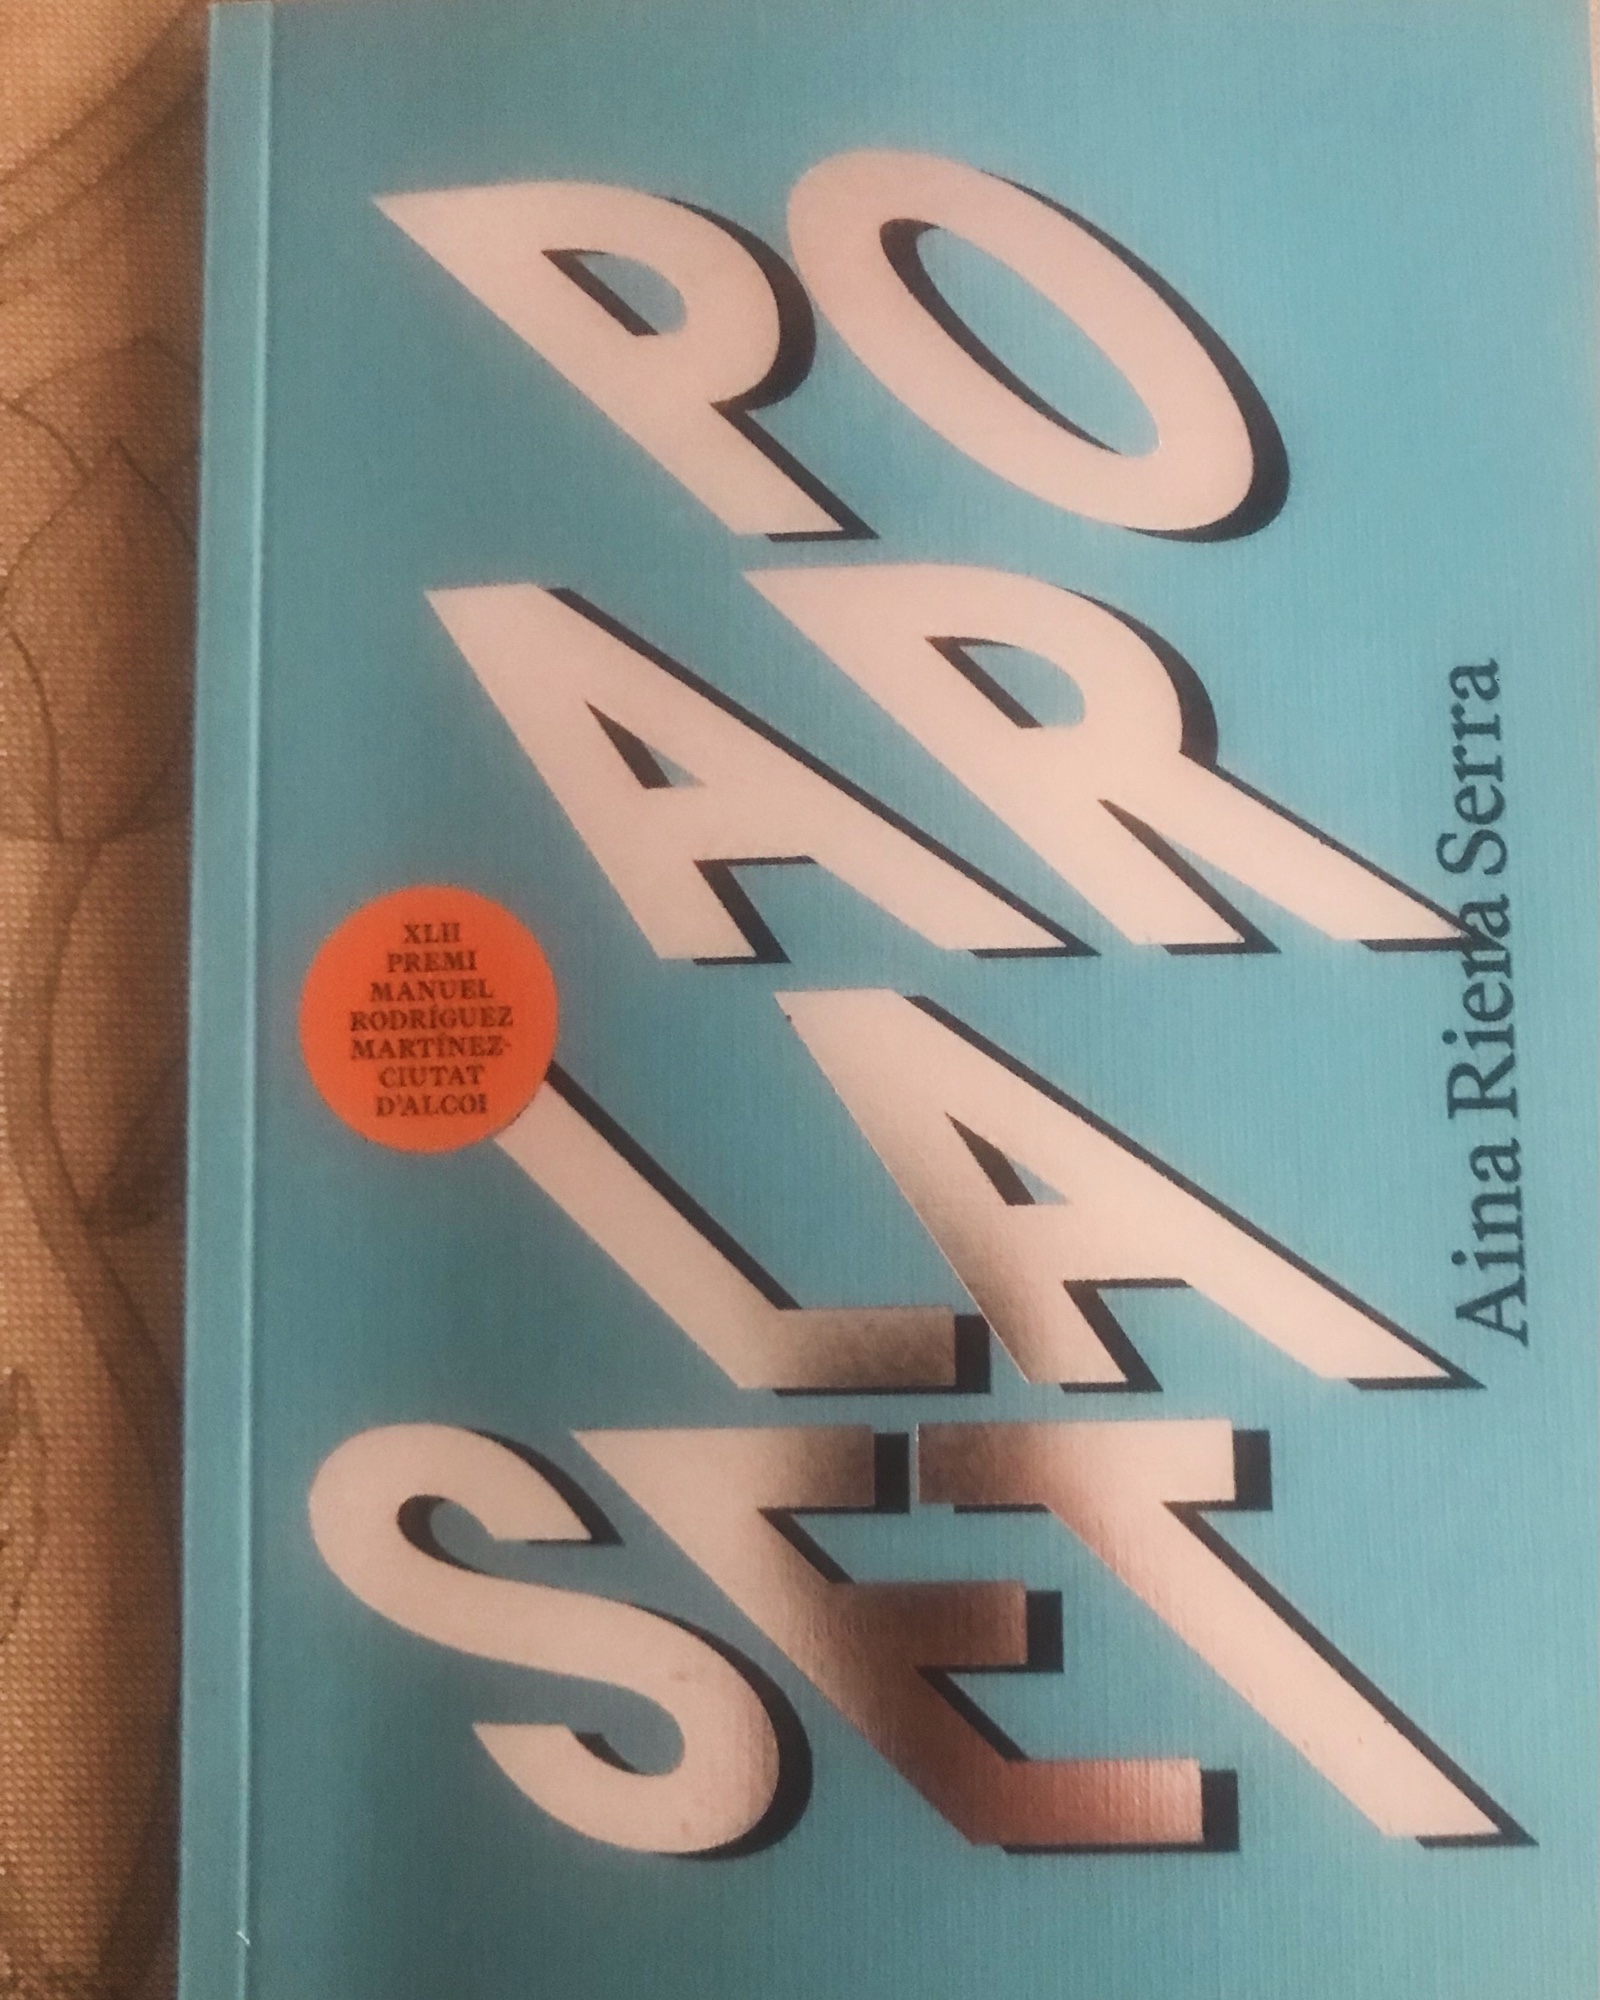 PO
AR
LA
SET
XLII
PREMI
MANUEL
RODRÍGUEZ
MARTÍNEZ-
CIUTAT
D'ALCOI
Aina Riera Serra